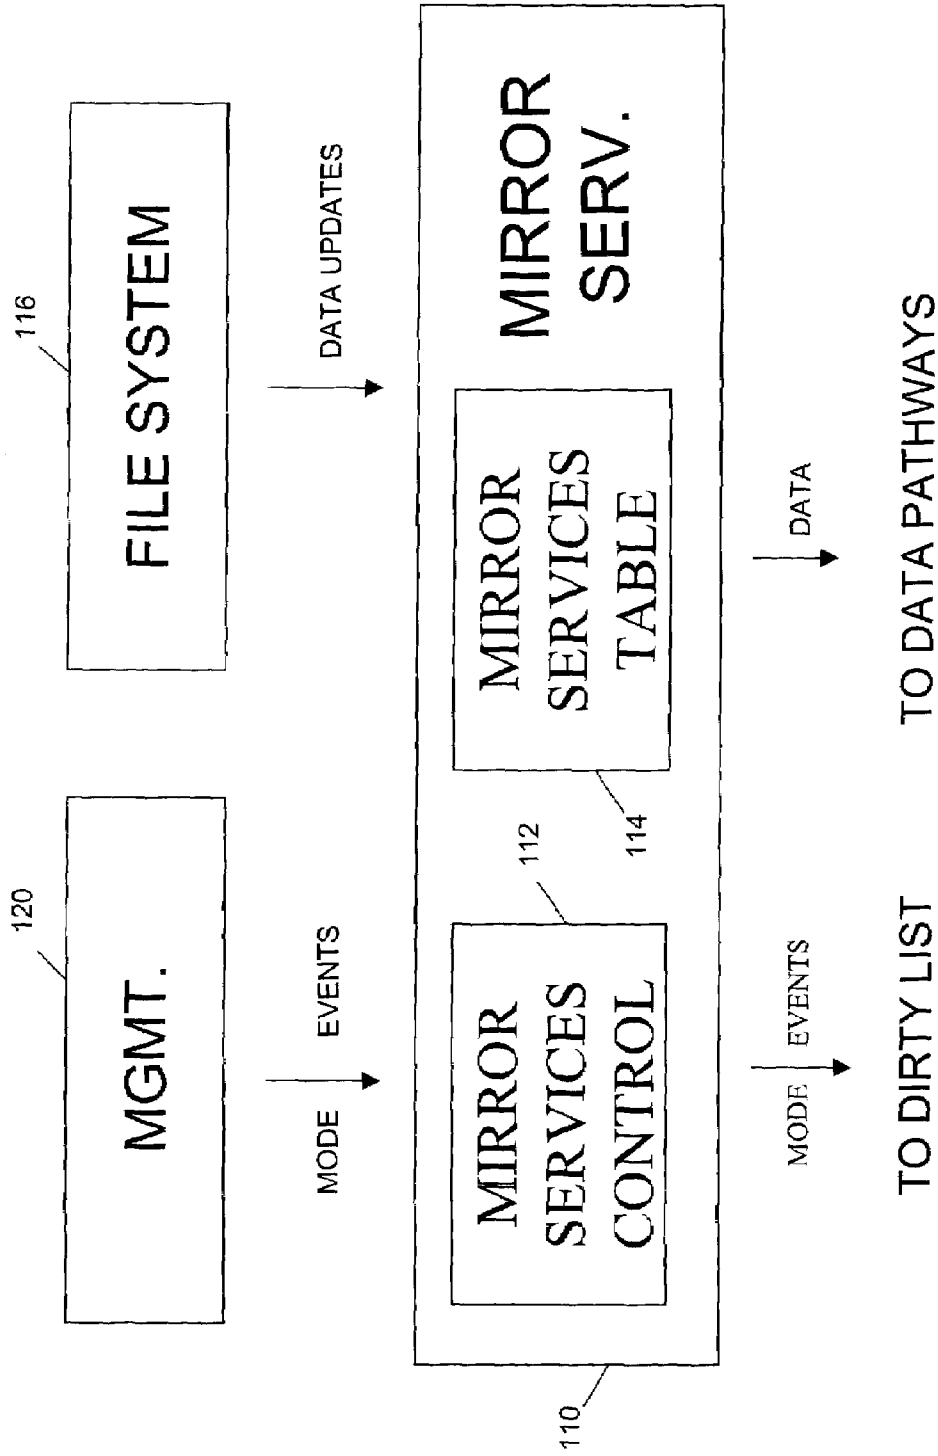 120
116
MGMT.
FILE SYSTEM
MODE EVENTS
DATA UPDATES
110
MIRROR
SERVICES
CONTROL
112
MIRROR
SERVICES
TABLE
114
MIRROR
SERV.
MODE EVENTS
DATA
TO DIRTY LIST
TO DATA PATHWAYS